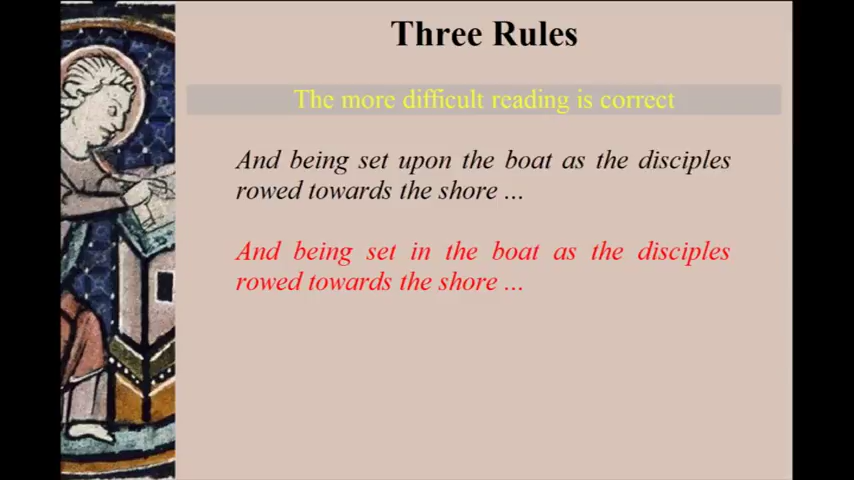 Three Rules
The more difficult reading is correct
And being set upon the boat as the disciples
rowed towards the shore ...
And being set in the boat as the disciples
rowed towards the shore ...